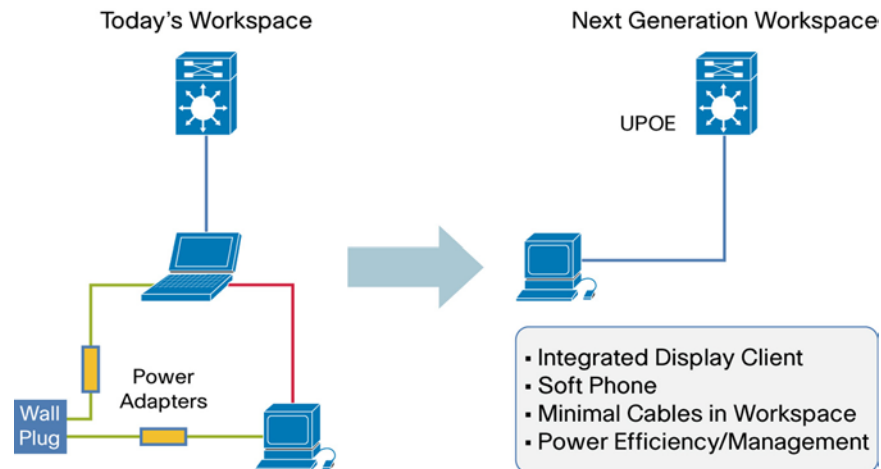 Today's Workspace
Next Generation Workspace
UPOE
Power
Adapters
Wall
Plug
▪ Integrated Display Client
▪ Soft Phone
▪ Minimal Cables in Workspace
▪ Power Efficiency/Management